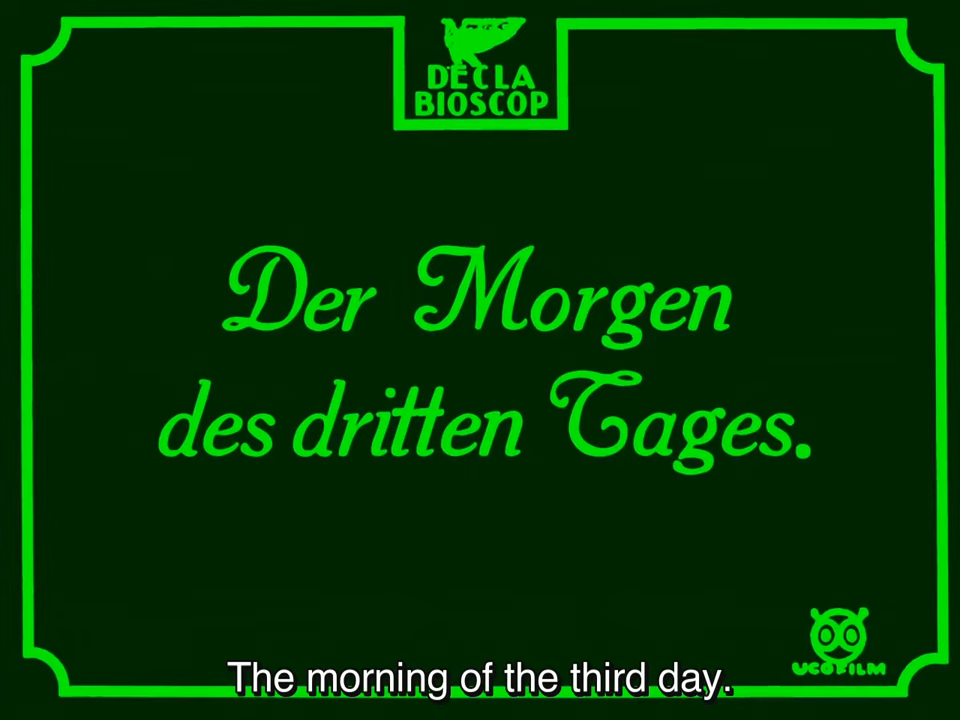 DECLA
BIOSCOP
Der Morgen
des dritten Tages.
UCOFILM
The morning of the third day.